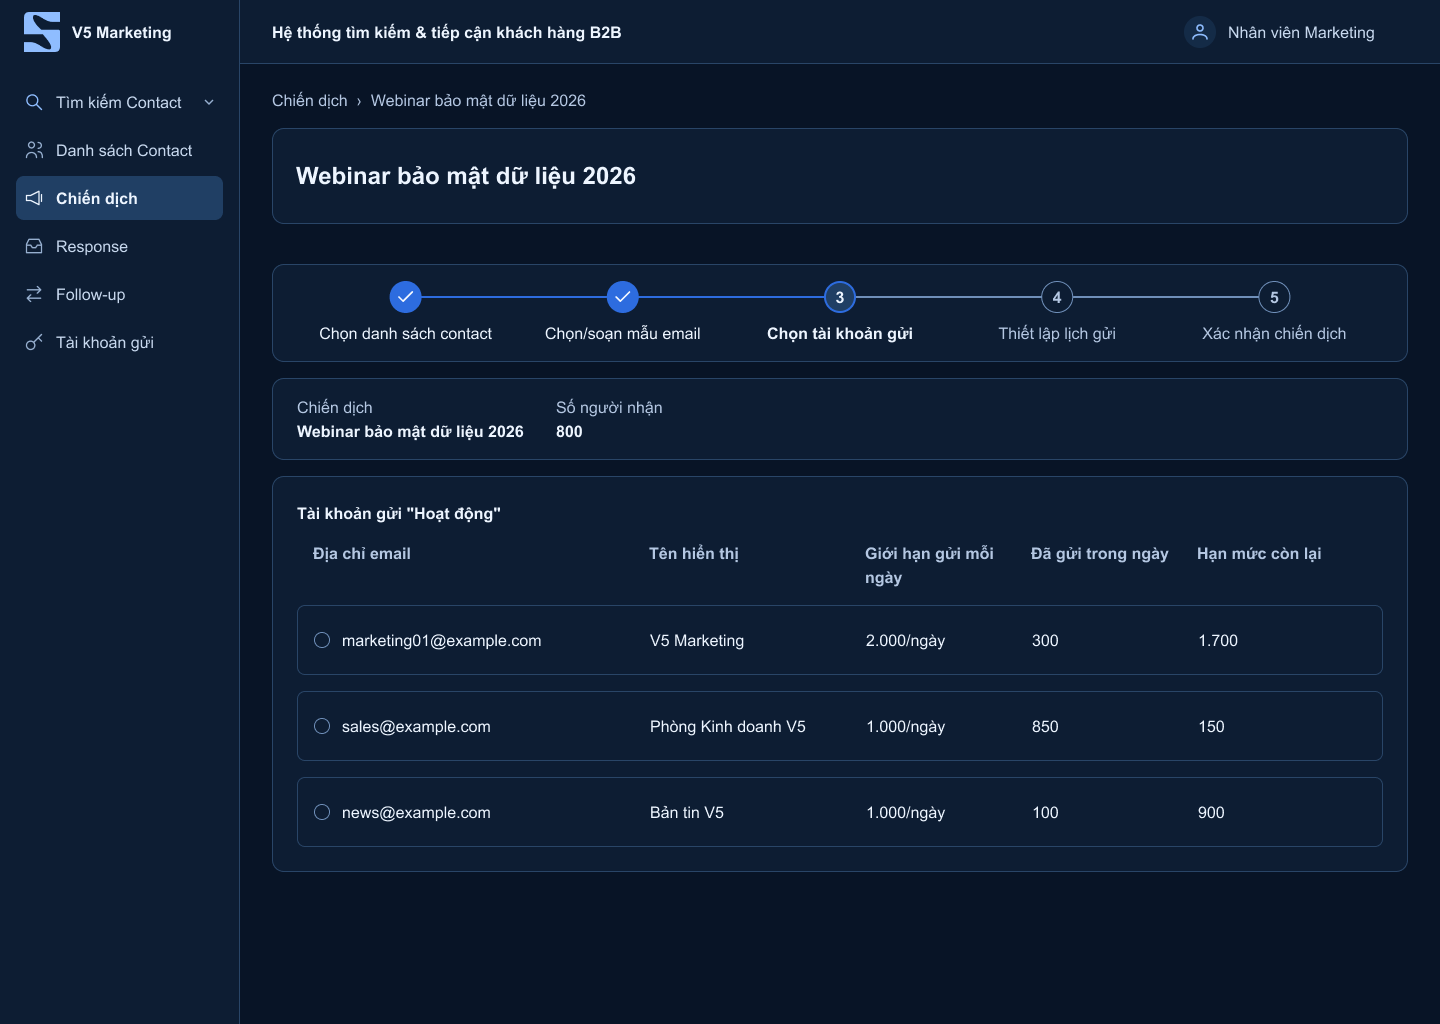 V5 Marketing
Hệ thống tìm kiếm & tiếp cận khách hàng B2B
Nhân viên Marketing
Tìm kiếm Contact
Danh sách Contact
Chiến dịch
Response
Follow-up
Tài khoản gửi
Chiến dịch › Webinar bảo mật dữ liệu 2026
Webinar bảo mật dữ liệu 2026
3 4 5
Chọn danh sách contact Chọn/soạn mẫu email Chọn tài khoản gửi Thiết lập lịch gửi Xác nhận chiến dịch
Chiến dịch Số người nhận
Webinar bảo mật dữ liệu 2026 800
Tài khoản gửi "Hoạt động"
Địa chỉ email Tên hiển thị Giới hạn gửi mỗi Đã gửi trong ngày Hạn mức còn lại
ngày
marketing01@example.com V5 Marketing 2.000/ngày 300 1.700
sales@example.com Phòng Kinh doanh V5 1.000/ngày 850 150
news@example.com Bản tin V5 1.000/ngày 100 900